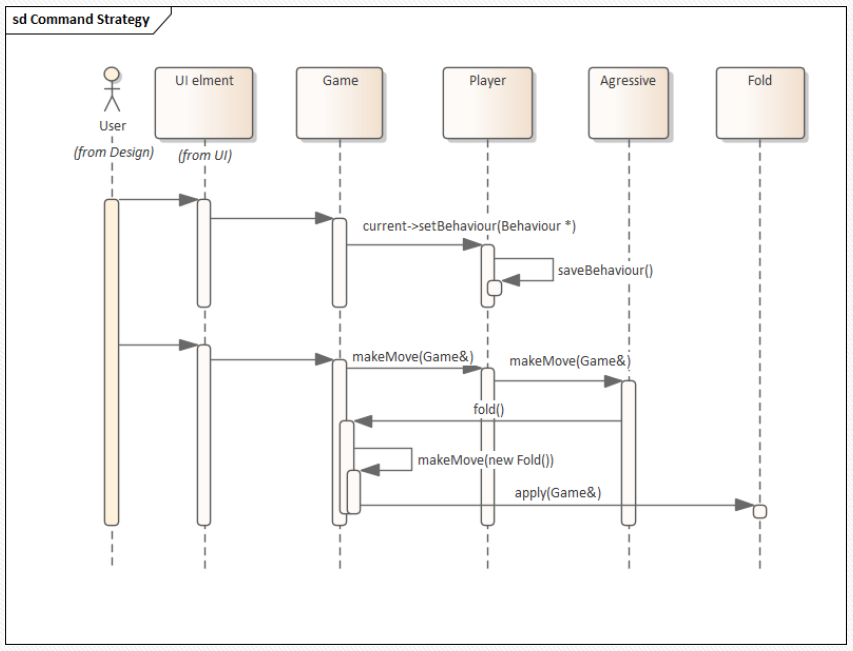 sd Command Strategy
UI elment
Game
Player
Agressive
Fold
User
(from Design)
(from UI)
current->setBehaviour(Behaviour *)
saveBehaviour()
makeMove(Game&)
makeMove(Game&)
fold()
makeMove(new Fold())
apply(Game&)